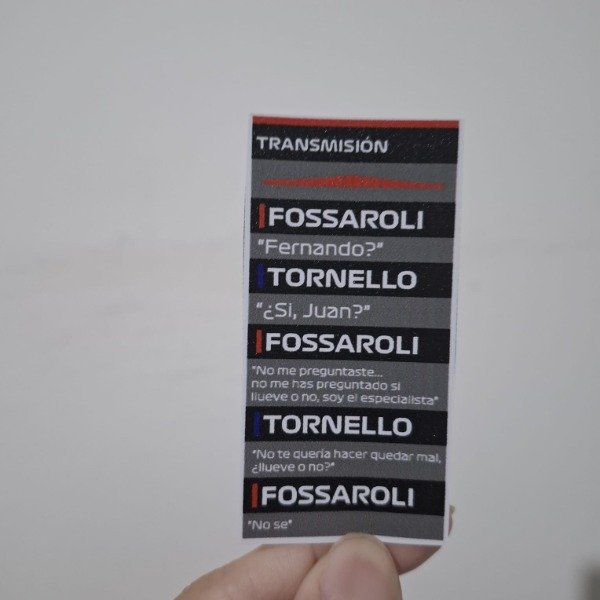 TRANSMISIÓN
FOSSAROLI
"Fernando?"
TORNELLO
"¿Si, Juan?"
FOSSAROLI
"No me preguntaste...
no me has preguntado si
llueve o no, soy el especialista"
TORNELLO
"No te quería hacer quedar mal,
¿llueve o no?"
FOSSAROLI
"No se"